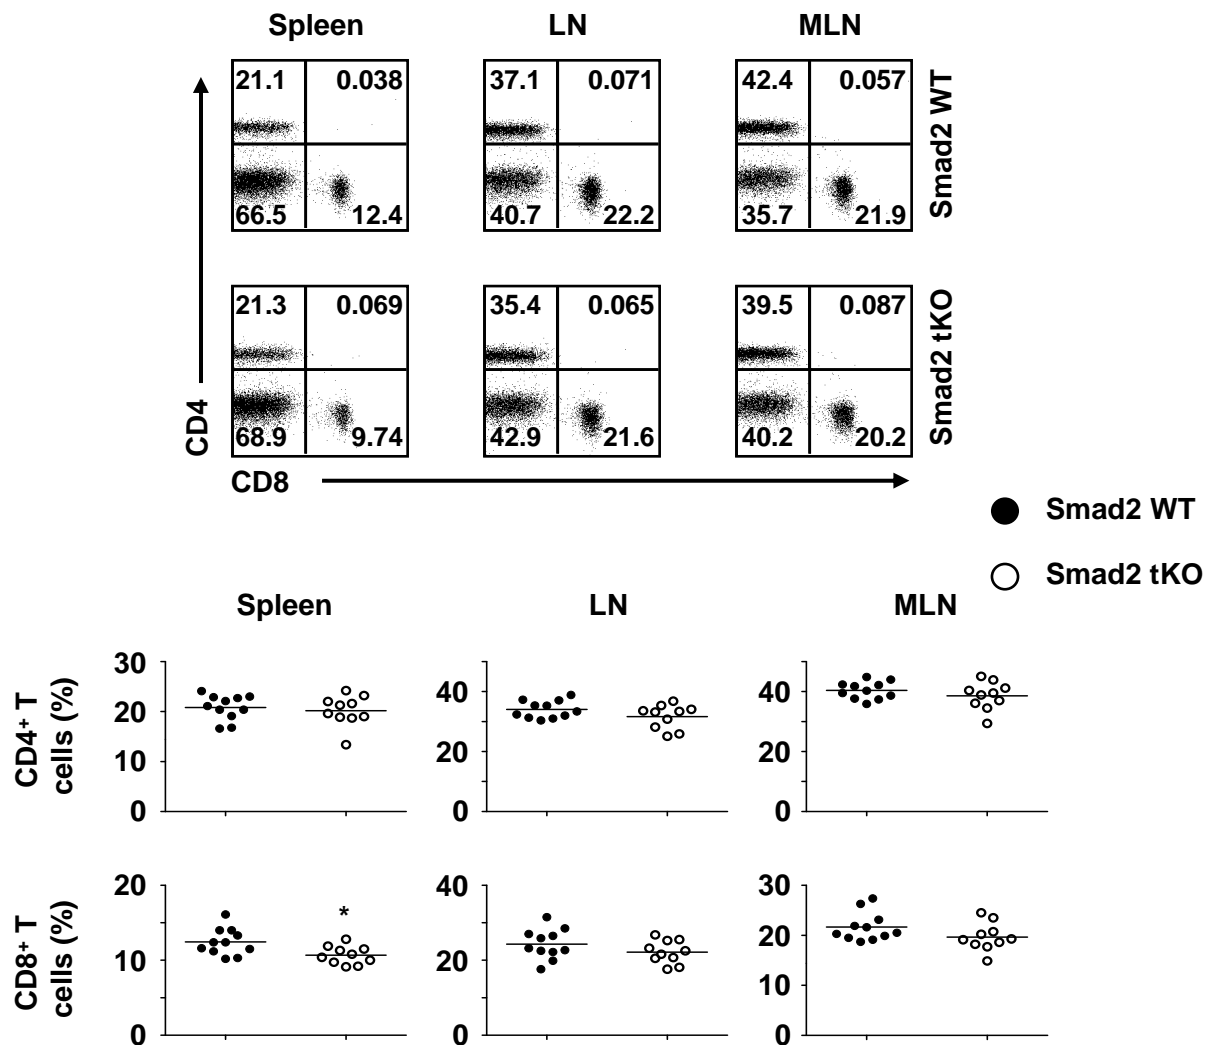 Spleen LN MLN
21.1 0.038 37.1 0.071 42.4 0.057
66.5 12.4 40.7 22.2 35.7 21.9
Smad2 WT
21.3 0.069 35.4 0.065 39.5 0.087
68.9 9.74 42.9 21.6 40.2 20.2
Smad2 tKO
CD4
CD8
Smad2 WT
Smad2 tKO
Spleen LN MLN
CD4+ T
cells (%)
30 40 40
20 20 20
10
0 0 0
CD8+ T
cells (%)
20 40 30
*
10 20 20
10
0 0 0